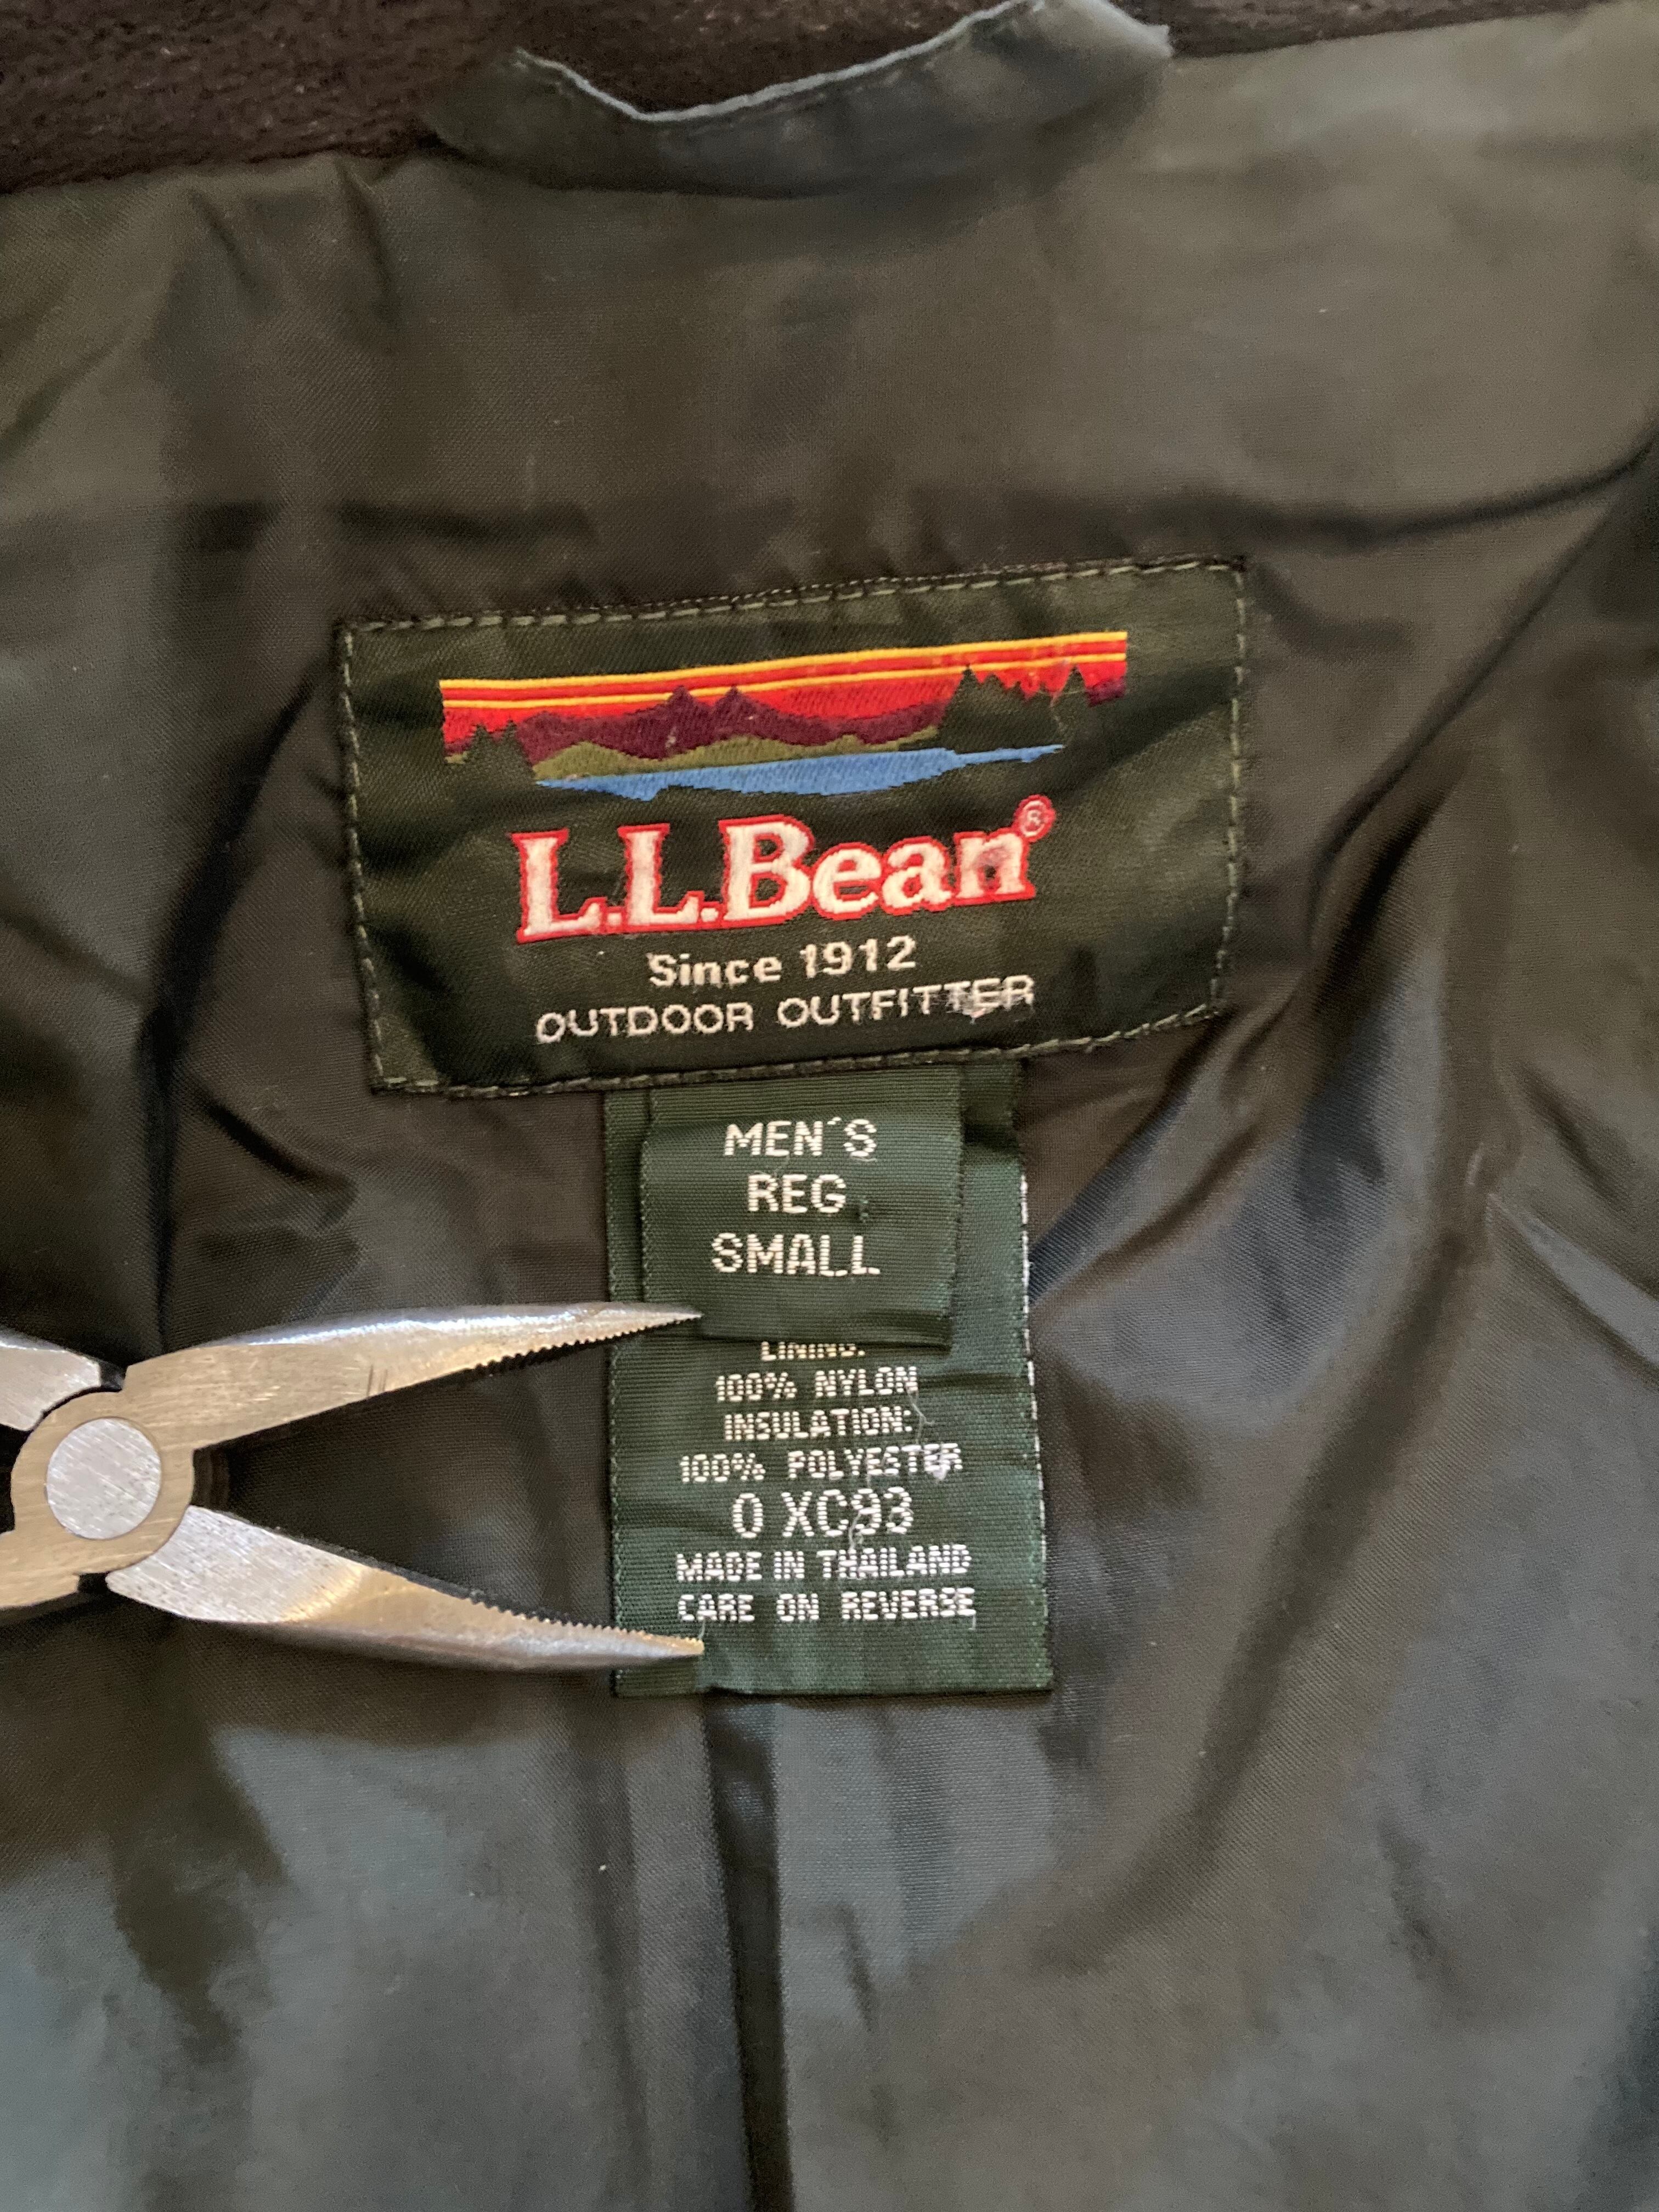 L.L.Bean®
Since 1912
OUTDOOR OUTFITTER
MEN'S
REG
SMALL
LINING:
100% NYLON
INSULATION:
100% POLYESTER
0 XC93
MADE IN THAILAND
CARE ON REVERSE